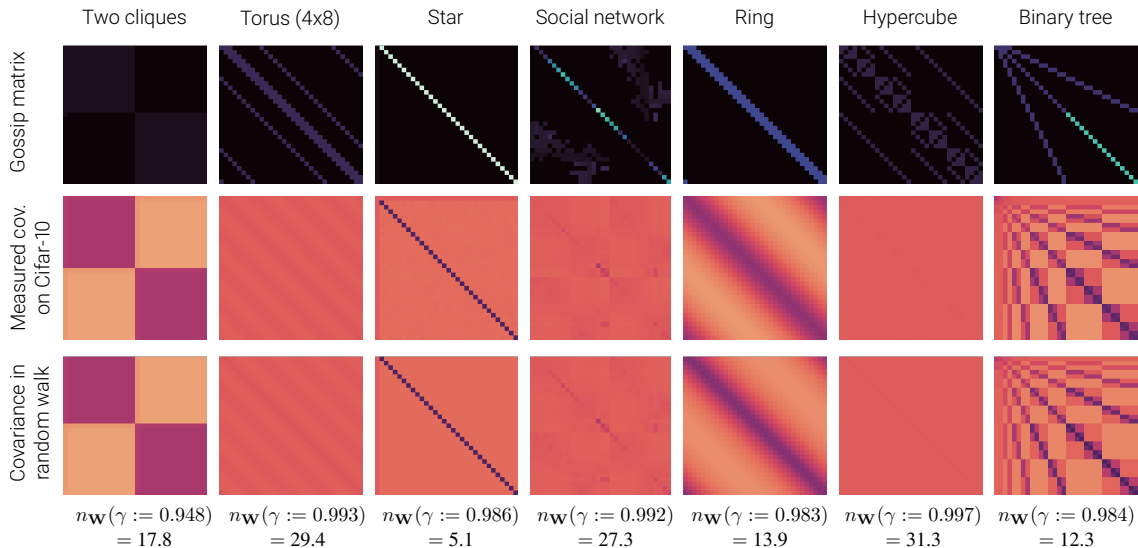 Two cliques
Torus (4x8)
Star
Social network
Ring
Hypercube
Binary tree
Gossip matrix
Measured cov.
on Cifar-10
Covariance in
random walk
n_W(γ := 0.948)
= 17.8
n_W(γ := 0.993)
= 29.4
n_W(γ := 0.986)
= 5.1
n_W(γ := 0.992)
= 27.3
n_W(γ := 0.983)
= 13.9
n_W(γ := 0.997)
= 31.3
n_W(γ := 0.984)
= 12.3